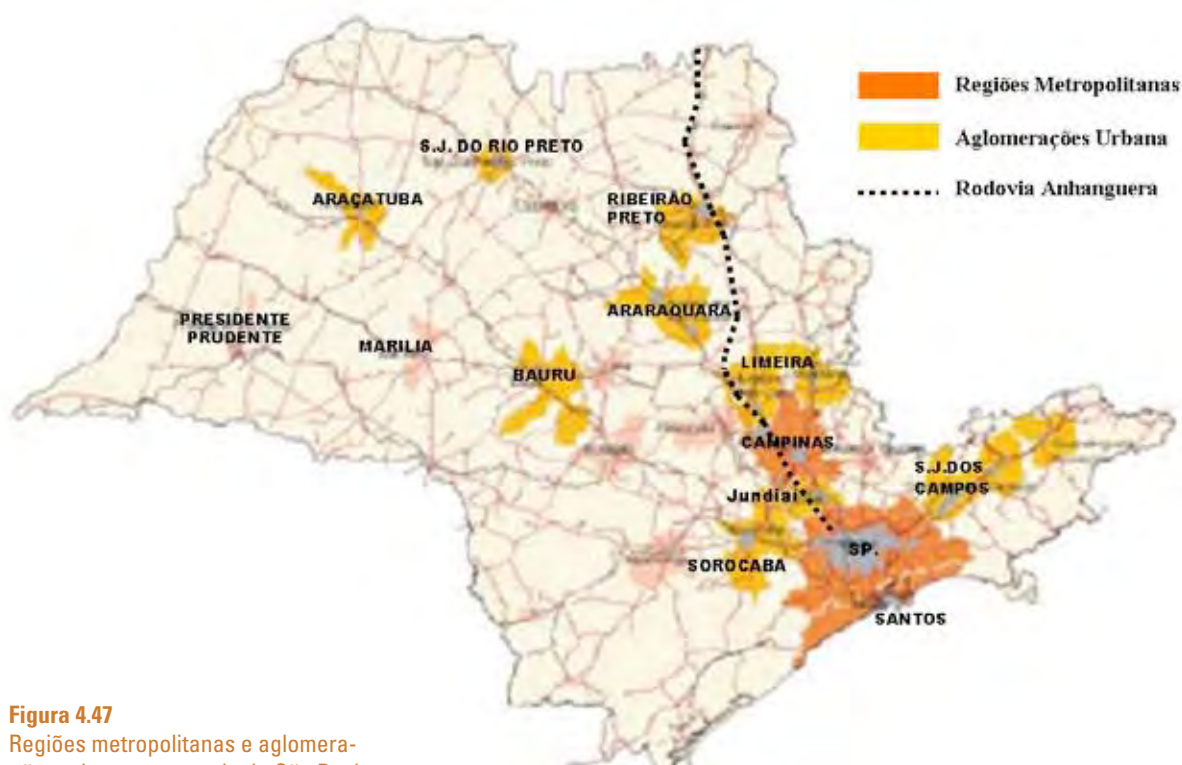 Regiões Metropolitanas
Aglomerações Urbana
Rodovia Anhanguera
S.J. DO RIO PRETO
ARAÇATUBA
RIBEIRÃO
PRETO
ARARAQUARA
PRESIDENTE
PRUDENTE
MARILIA
BAURU
LIMEIRA
CAMPINAS
S.J.DOS
CAMPOS
Jundiaí
SP.
SOROCABA
SANTOS
Figura 4.47
Regiões metropolitanas e aglomera-